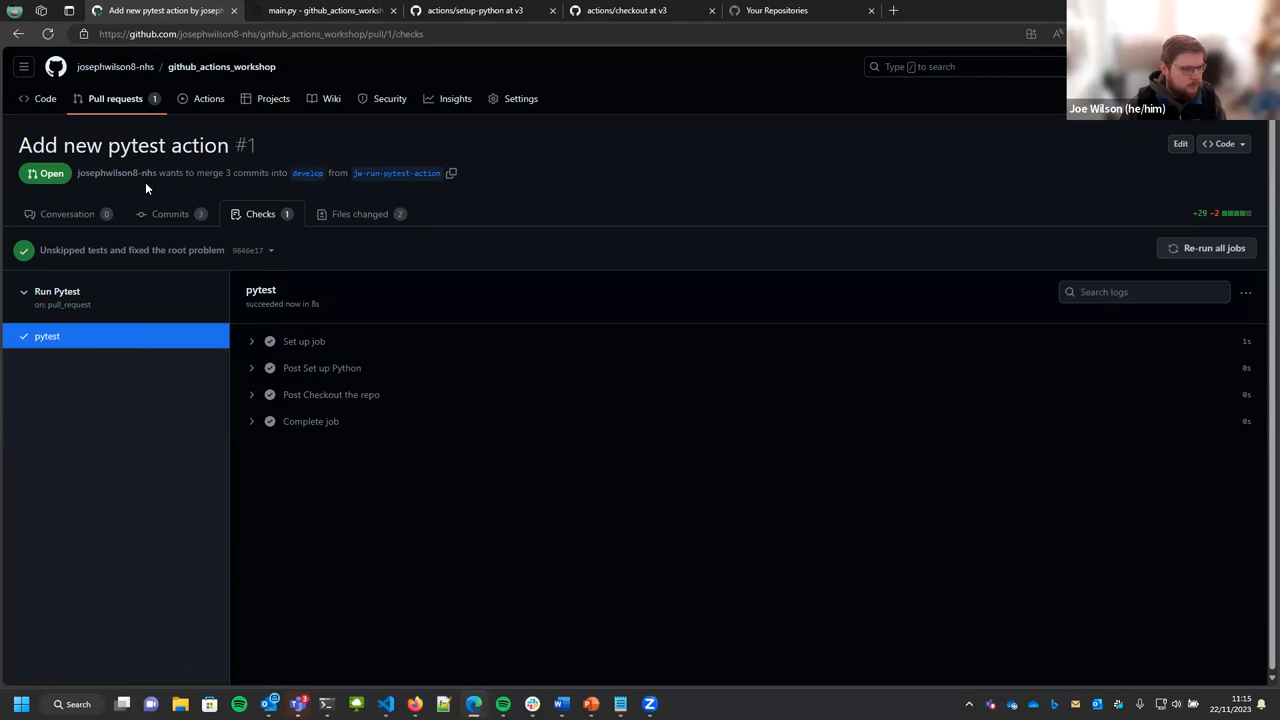 Add new pytest action by joseph
main.py - github_actions_worksh
actions/setup-python at v3
actions/checkout at v3
Your Repositories
https://github.com/josephwilson8-nhs/github_actions_workshop/pull/1/checks
josephwilson8-nhs / github_actions_workshop
Type / to search
Joe Wilson (he/him)
Code
Pull requests 1
Actions
Projects
Wiki
Security
Insights
Settings
Add new pytest action #1
Edit
<> Code
Open
josephwilson8-nhs wants to merge 3 commits into develop from jw-run-pytest-action
Conversation 0
Commits 3
Checks 1
Files changed 2
+29 −2
Unskipped tests and fixed the root problem 9846e17
Re-run all jobs
Run Pytest
on: pull_request
pytest
pytest
succeeded now in 8s
Search logs
Set up job 1s
Post Set up Python 0s
Post Checkout the repo 0s
Complete job 0s
Search
3
11:15
22/11/2023